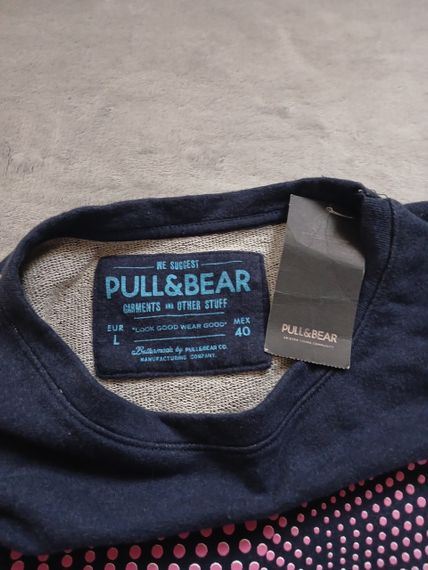 WE SUGGEST
PULL&BEAR
GARMENTS AND OTHER STUFF
EUR L
"LOOK GOOD WEAR GOOD"
MEX 40
Bettermade by PULL&BEAR CO.
MANUFACTURING COMPANY.
PULL&BEAR